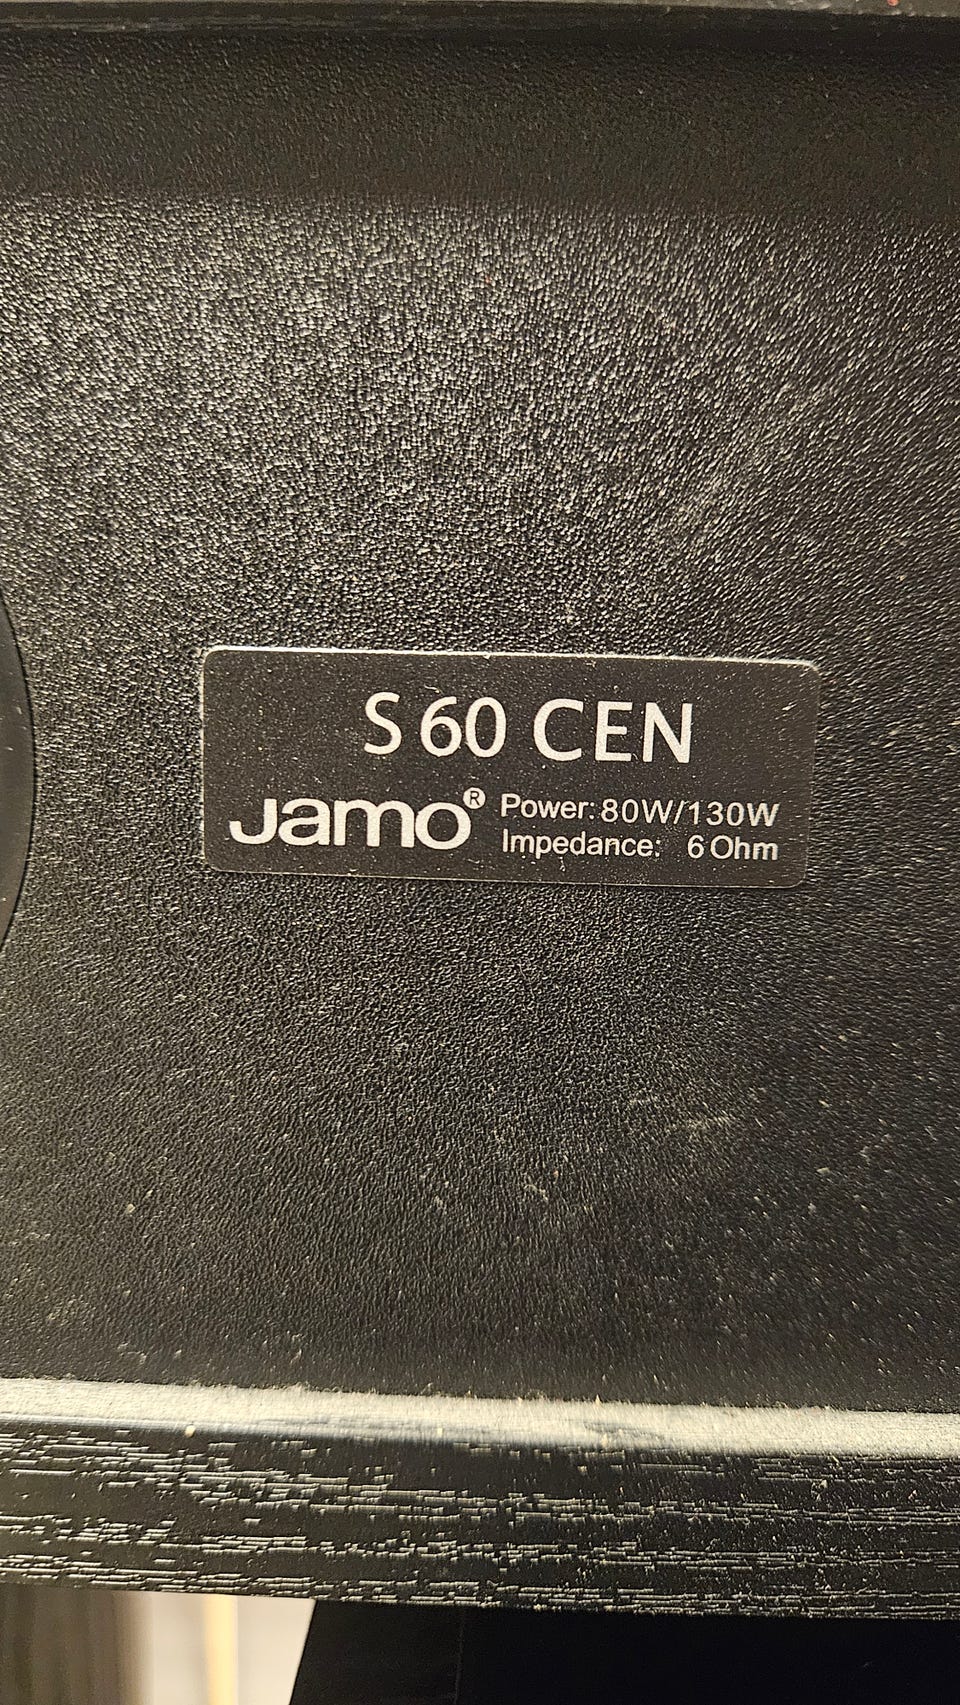 S 60 CEN
Jamo® Power: 80W/130W
Impedance: 6 Ohm